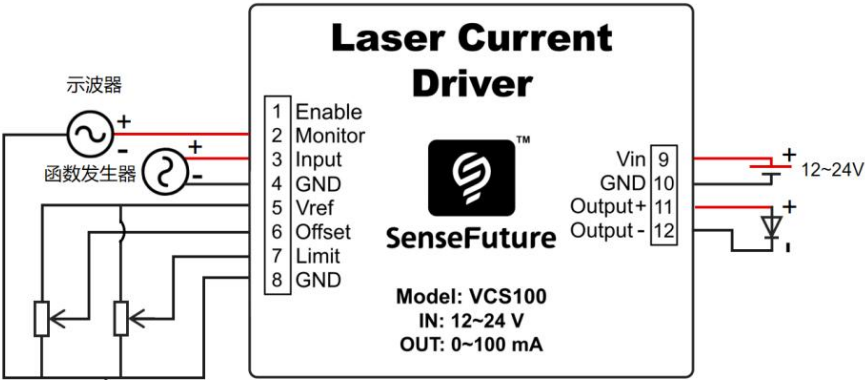 Laser Current
Driver
示波器
+
-
函数发生器
+
-
1 Enable
2 Monitor
3 Input
4 GND
5 Vref
6 Offset
7 Limit
8 GND
TM
SenseFuture
Vin 9
GND 10
Output+ 11
Output- 12
+
12~24V
+
-
Model: VCS100
IN: 12~24 V
OUT: 0~100 mA